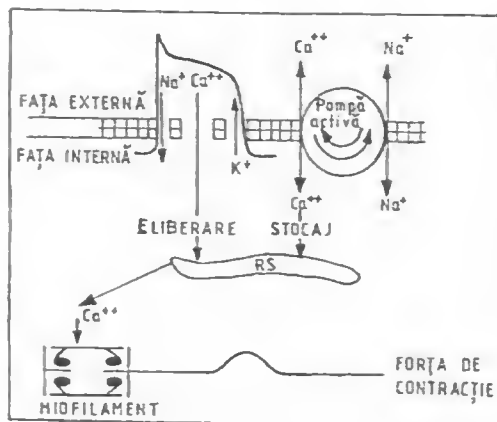 Ca++ Na+
Na+ Ca++
FAȚA EXTERNĂ
Pompă
activă
FAȚA INTERNĂ
K+
Ca++ Na+
ELIBERARE STOCAJ
RS
Ca++
FORȚA DE
CONTRACȚIE
MIOFILAMENT